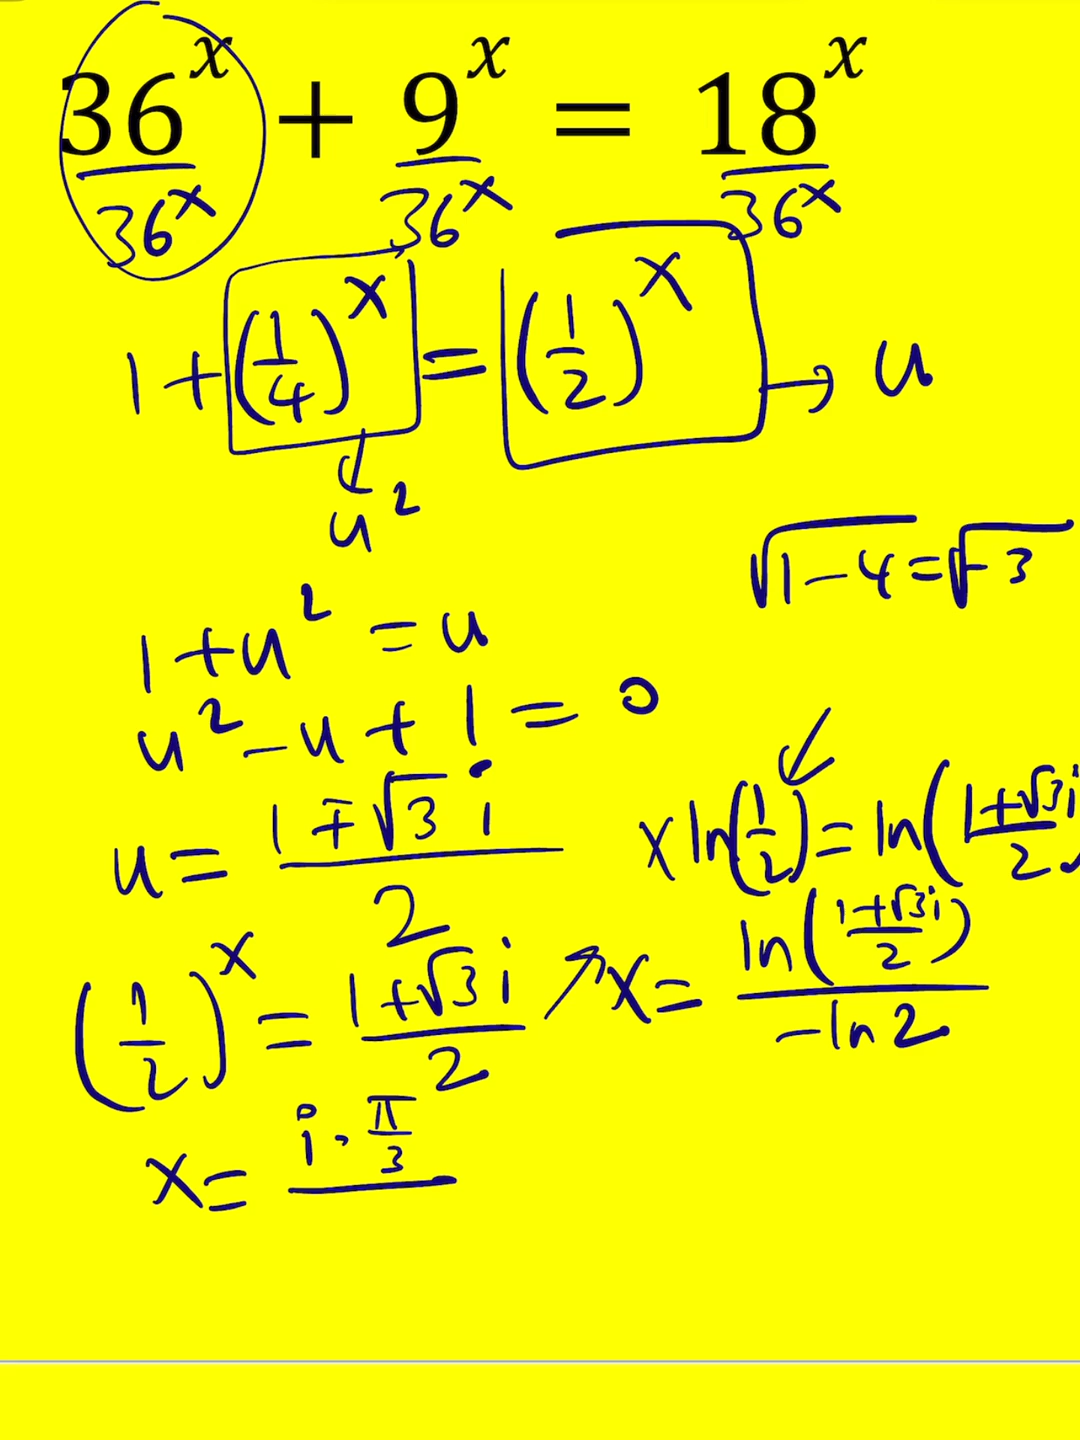 36^x + 9^x = 18^x
36^x 36^x 36^x
1 + (1/4)^x = (1/2)^x → u
u^2
√1-4 = √-3
1 + u^2 = u
u^2 - u + 1 = 0
u = (1 ∓ √3 i)/2
x ln(1/2) = ln((1+√3i)/2)
(1/2)^x = (1+√3 i)/2 ↗ x = ln((1+√3i)/2)/(-ln 2)
x = i · π/3